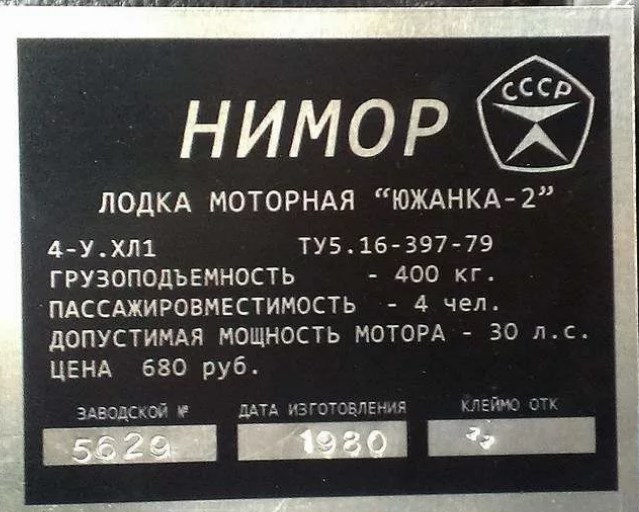 СССР
НИМОР
ЛОДКА МОТОРНАЯ “ЮЖАНКА-2”
4-У.ХЛ1 ТУ5.16-397-79
ГРУЗОПОДЪЕМНОСТЬ - 400 кг.
ПАССАЖИРОВМЕСТИМОСТЬ - 4 чел.
ДОПУСТИМАЯ МОЩНОСТЬ МОТОРА - 30 л.с.
ЦЕНА 680 руб.
ЗАВОДСКОЙ № ДАТА ИЗГОТОВЛЕНИЯ КЛЕЙМО ОТК
5629 1980